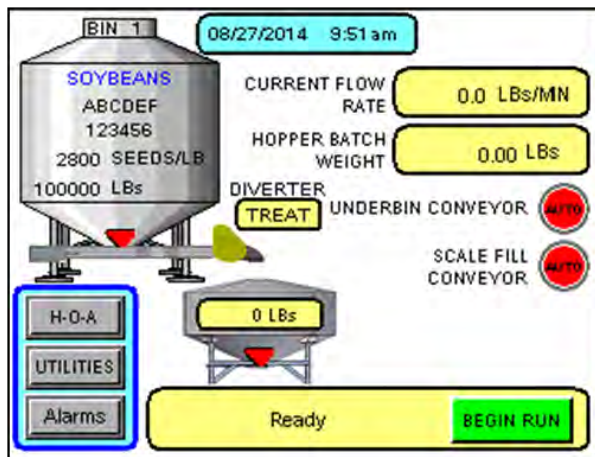 BIN 1
08/27/2014 9:51 am
SOYBEANS
ABCDEF
123456
2800 SEEDS/LB
100000 LBs
CURRENT FLOW
RATE
0.0 LBs/MN
HOPPER BATCH
WEIGHT
0.00 LBs
DIVERTER
TREAT
UNDERBIN CONVEYOR
AUTO
SCALE FILL
CONVEYOR
AUTO
H-O-A
UTILITIES
Alarms
0 LBs
Ready
BEGIN RUN